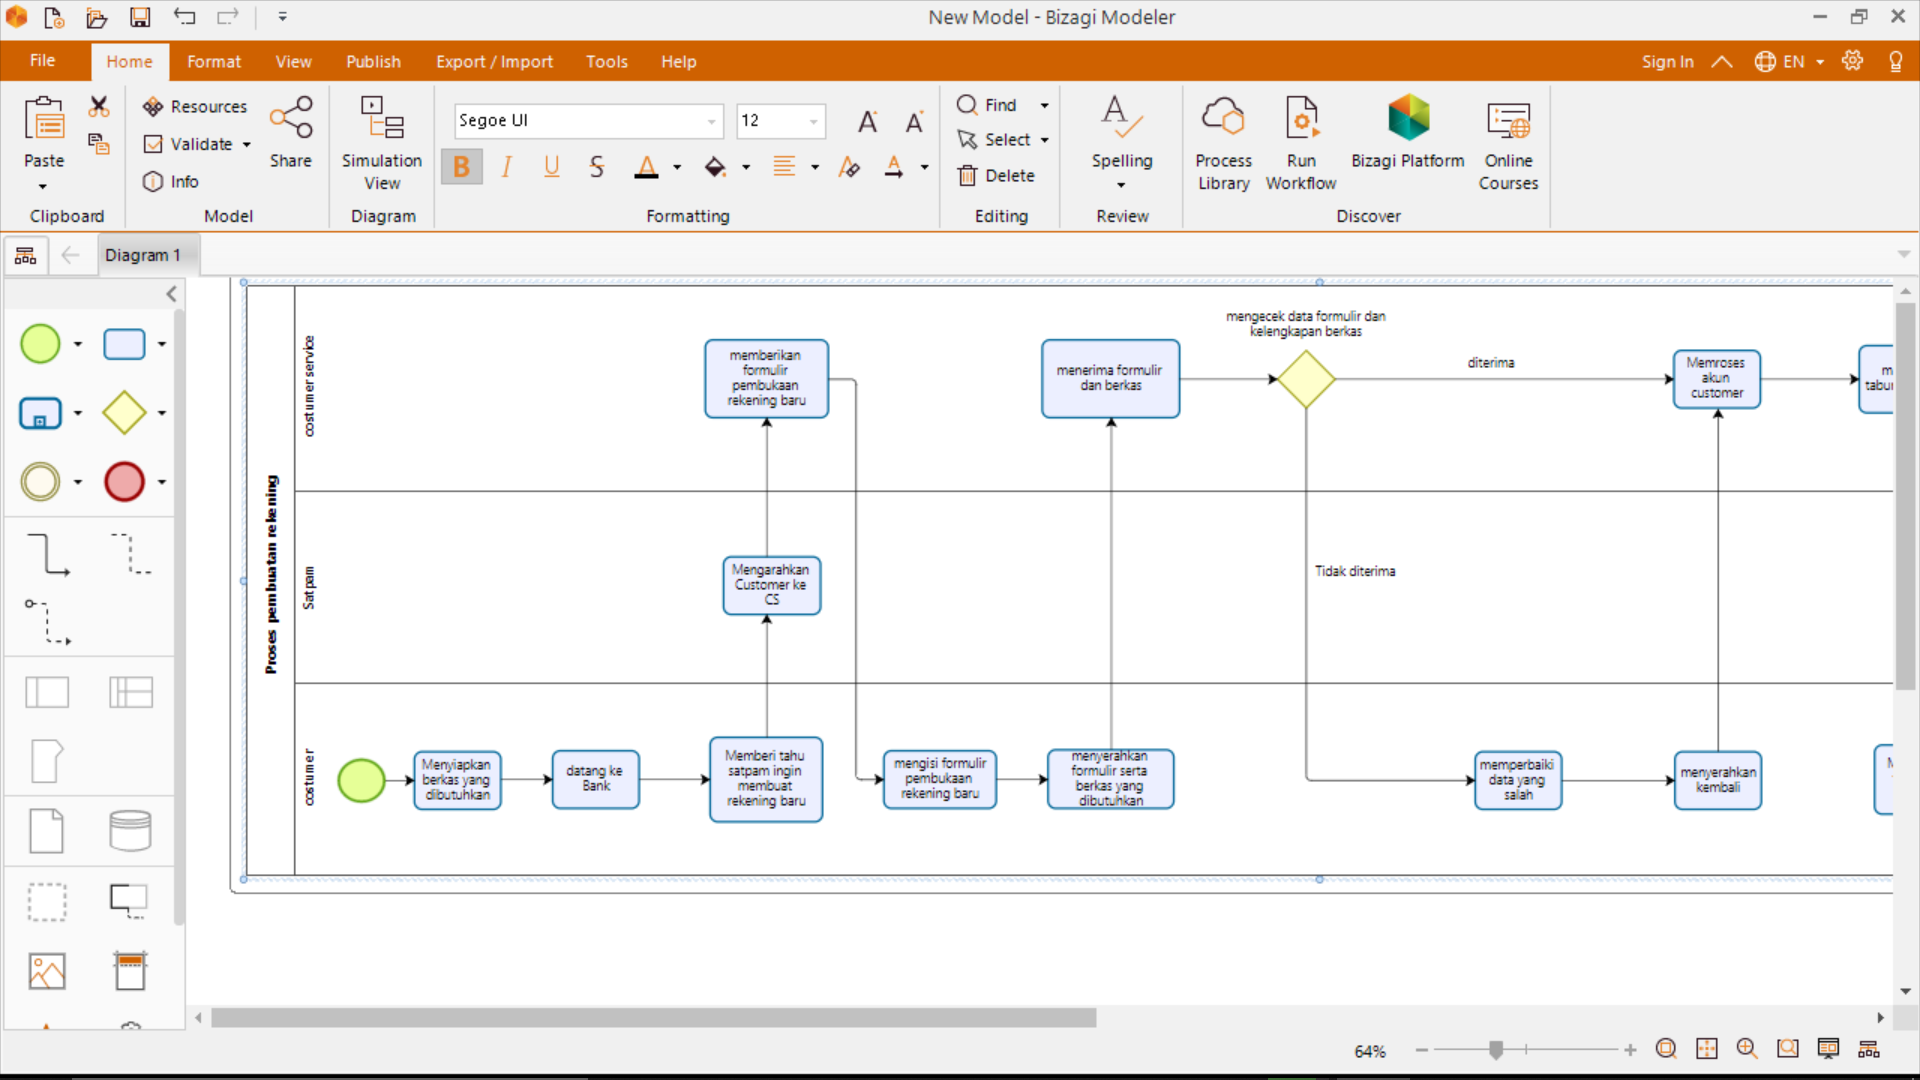 New Model - Bizagi Modeler
File
Home
Format
View
Publish
Export / Import
Tools
Help
Sign In
EN
Paste
Clipboard
Resources
Validate
Info
Share
Model
Simulation
View
Diagram
Segoe UI
12
B I U S A
A A
A
Formatting
Find
Select
Delete
Editing
A
Spelling
Review
Process
Library
Run
Workflow
Bizagi Platform
Online
Courses
Discover
Diagram 1
Proses pembuatan rekening
costumer service
memberikan
formulir
pembukaan
rekening baru
menerima formulir
dan berkas
mengecek data formulir dan
kelengkapan berkas
diterima
Memroses
akun
customer
m
tabur
Satpam
Mengarahkan
Customer ke
CS
Tidak diterima
costumer
Menyiapkan
berkas yang
dibutuhkan
datang ke
Bank
Memberi tahu
satpam ingin
membuat
rekening baru
mengisi formulir
pembukaan
rekening baru
menyerahkan
formulir serta
berkas yang
dibutuhkan
memperbaiki
data yang
salah
menyerahkan
kembali
64%